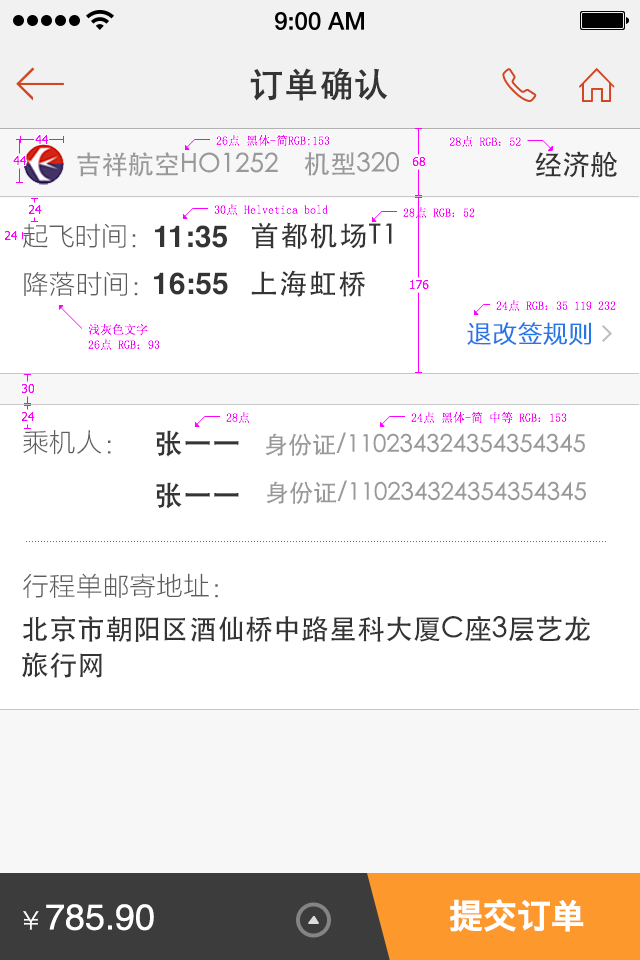 9:00 AM
订单确认
44
26点 黑体-简RGB:153
28点 RGB: 52
44
吉祥航空HO1252 机型320
68
经济舱
24
30点 Helvetica bold
28点 RGB: 52
24
起飞时间: 11:35 首都机场T1
降落时间: 16:55 上海虹桥
176
24点 RGB: 35 119 232
浅灰色文字
26点 RGB: 93
退改签规则
30
24
28点
24点 黑体-简 中等 RGB: 153
乘机人: 张一一 身份证/110234324354354345
张一一 身份证/110234324354354345
行程单邮寄地址:
北京市朝阳区酒仙桥中路星科大厦C座3层艺龙
旅行网
¥785.90
提交订单